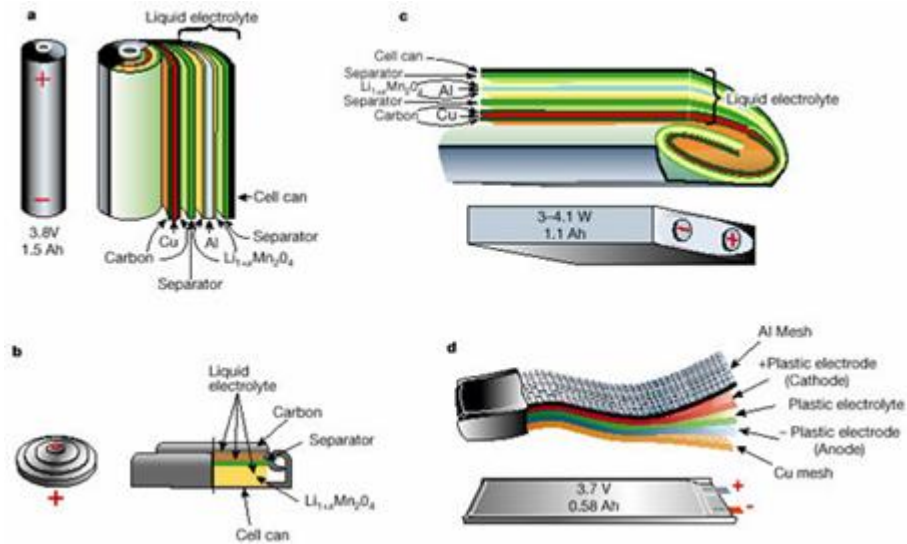 a
Liquid electrolyte
+
−
3.8V
1.5 Ah
Cell can
Separator
Cu
Al
Carbon
Li1+xMn2O4
Separator
c
Cell can
Separator
Li1+xMn2O4
Al
Separator
Carbon
Cu
Liquid electrolyte
3–4.1 W
1.1 Ah
−
+
b
Liquid
electrolyte
Carbon
Separator
Li1+xMn2O4
Cell can
+
d
Al Mesh
+Plastic electrode
(Cathode)
Plastic electrolyte
– Plastic electrode
(Anode)
Cu mesh
3.7 V
0.58 Ah
+
-